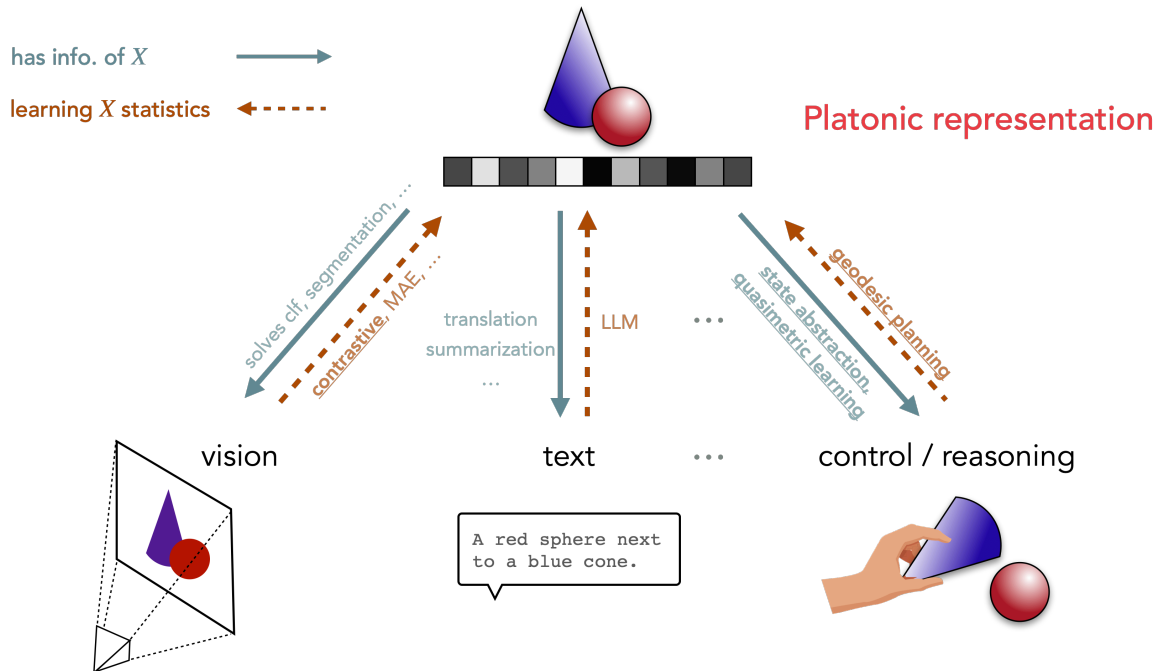 has info. of X
learning X statistics
Platonic representation
solves clf, segmentation, ...
contrastive, MAE, ...
translation
summarization
...
LLM
...
state abstraction,
quasimetric learning
geodesic planning
vision
text
...
control / reasoning
A red sphere next
to a blue cone.